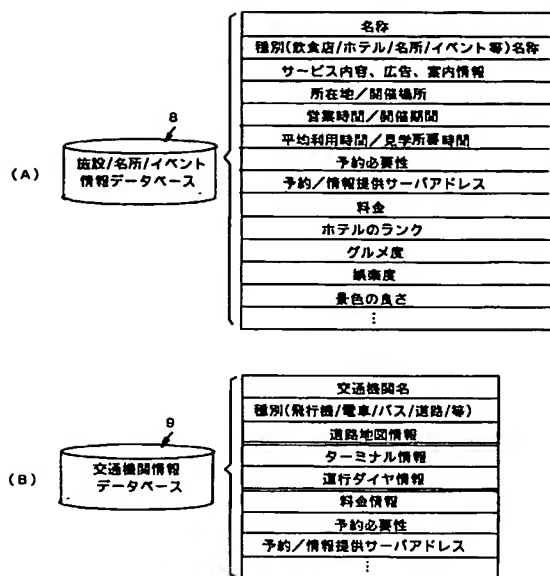 名称
種別(飲食店/ホテル/名所/イベント等)名称
サービス内容、広告、案内情報
所在地/開催場所
営業時間/開催期間
平均利用時間/見学所要時間
予約必要性
予約/情報提供サーバアドレス
料金
ホテルのランク
グルメ度
娯楽度
景色の良さ
⋮
8
(A)
施設/名所/イベント
情報データベース
交通機関名
種別(飛行機/電車/バス/道路/等)
道路地図情報
ターミナル情報
運行ダイヤ情報
料金情報
予約必要性
予約/情報提供サーバアドレス
⋮
9
(B)
交通機関情報
データベース